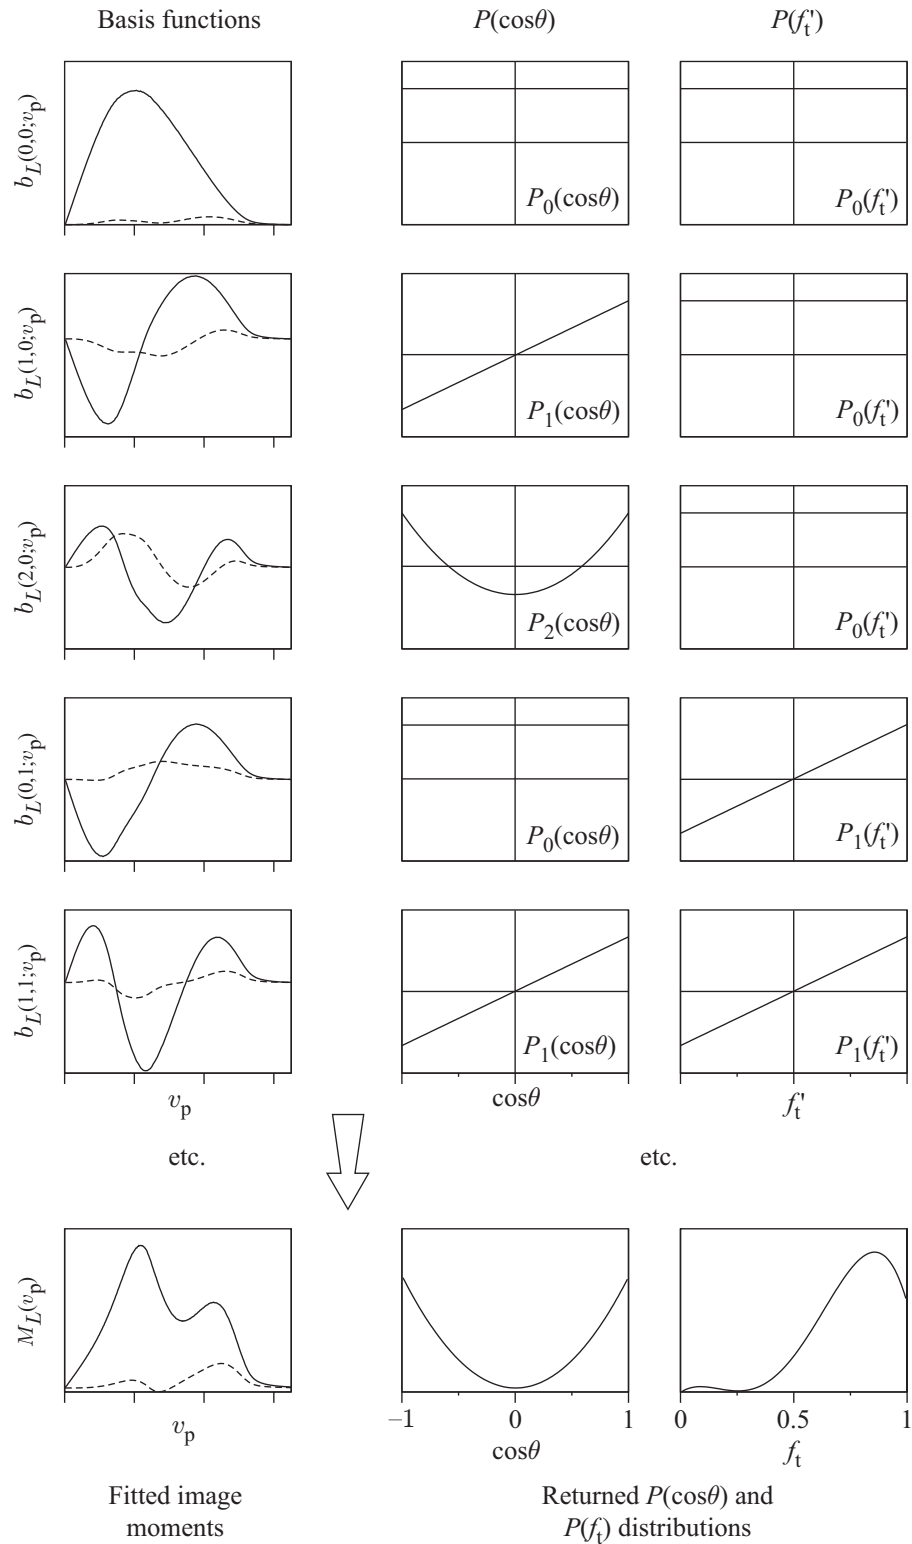 Basis functions
P(cosθ)
P(f_t')
b_L(0,0;v_p)
P_0(cosθ)
P_0(f_t')
b_L(1,0;v_p)
P_1(cosθ)
P_0(f_t')
b_L(2,0;v_p)
P_2(cosθ)
P_0(f_t')
b_L(0,1;v_p)
P_0(cosθ)
P_1(f_t')
b_L(1,1;v_p)
P_1(cosθ)
P_1(f_t')
v_p
cosθ
f_t'
etc.
etc.
M_L(v_p)
−1 0 1
0 0.5 1
v_p
cosθ
f_t
Fitted image
moments
Returned P(cosθ) and
P(f_t) distributions